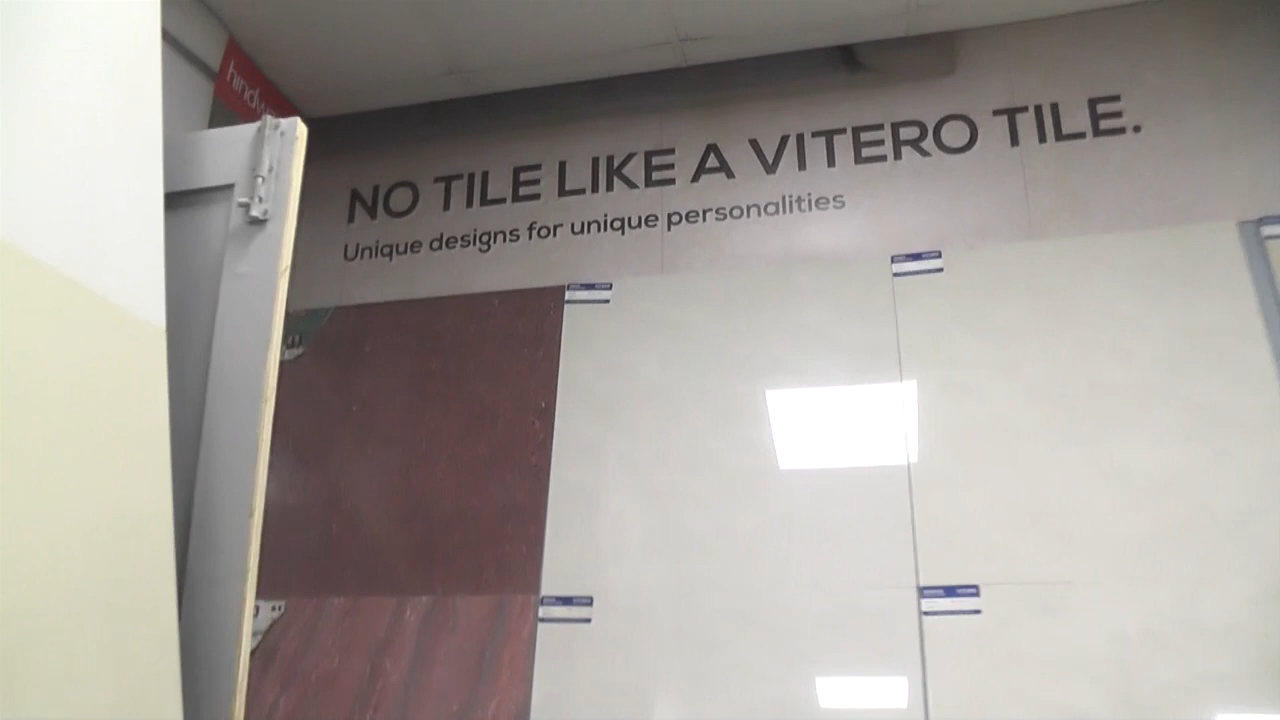 NO TILE LIKE A VITERO TILE.
Unique designs for unique personalities